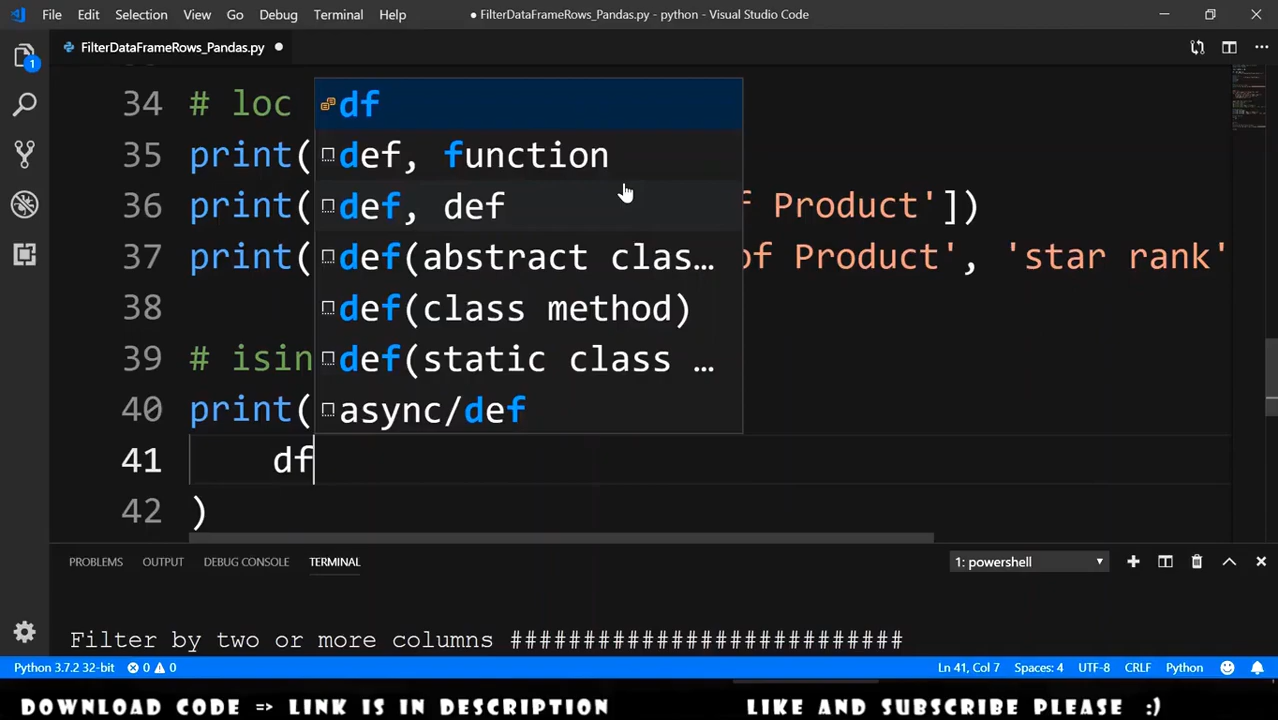 File Edit Selection View Go Debug Terminal Help ● FilterDataFrameRows_Pandas.py - python - Visual Studio Code
FilterDataFrameRows_Pandas.py ●
34 # loc
35 print(
36 print( f Product'])
37 print( of Product', 'star rank'
38
39 # isin
40 print(
41 df
42 )
df
def, function
def, def
def(abstract clas…
def(class method)
def(static class …
async/def
1
PROBLEMS OUTPUT DEBUG CONSOLE TERMINAL 1: powershell
Filter by two or more columns ##########################
Python 3.7.2 32-bit 0 0 Ln 41, Col 7 Spaces: 4 UTF-8 CRLF Python
DOWNLOAD CODE => LINK IS IN DESCRIPTION LIKE AND SUBSCRIBE PLEASE :)